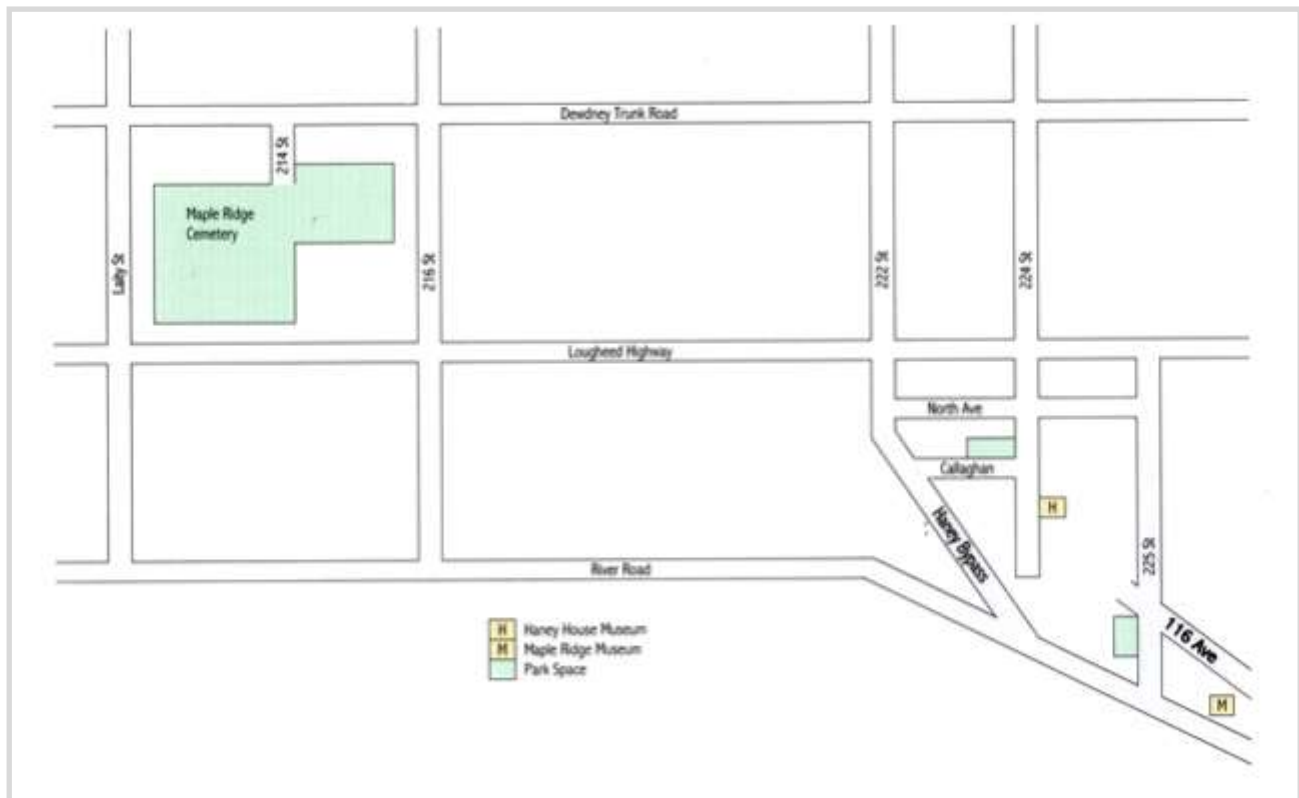 Dewdney Trunk Road
214 St
Maple Ridge
Cemetery
Laity St
216 St
222 St
224 St
Lougheed Highway
North Ave
Callaghan
H
Haney Bypass
225 St
River Road
116 Ave
H Haney House Museum
M Maple Ridge Museum
Park Space
M